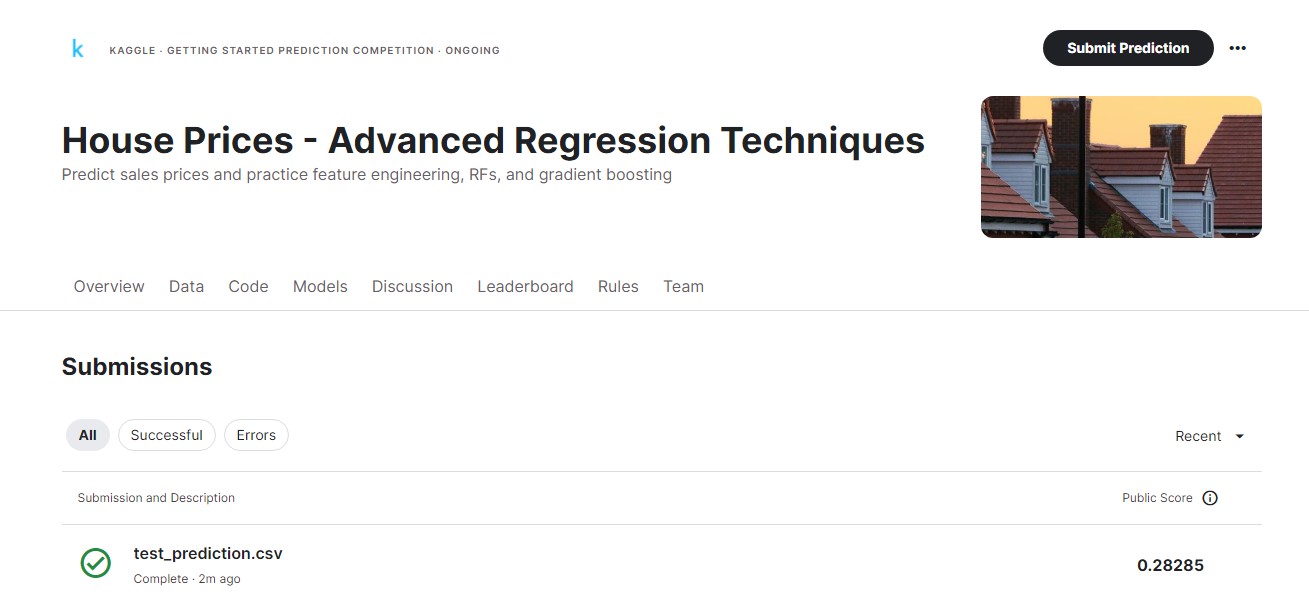 k KAGGLE · GETTING STARTED PREDICTION COMPETITION · ONGOING
Submit Prediction
House Prices - Advanced Regression Techniques
Predict sales prices and practice feature engineering, RFs, and gradient boosting
Overview Data Code Models Discussion Leaderboard Rules Team
Submissions
All Successful Errors Recent
Submission and Description Public Score
test_prediction.csv 0.28285
Complete · 2m ago